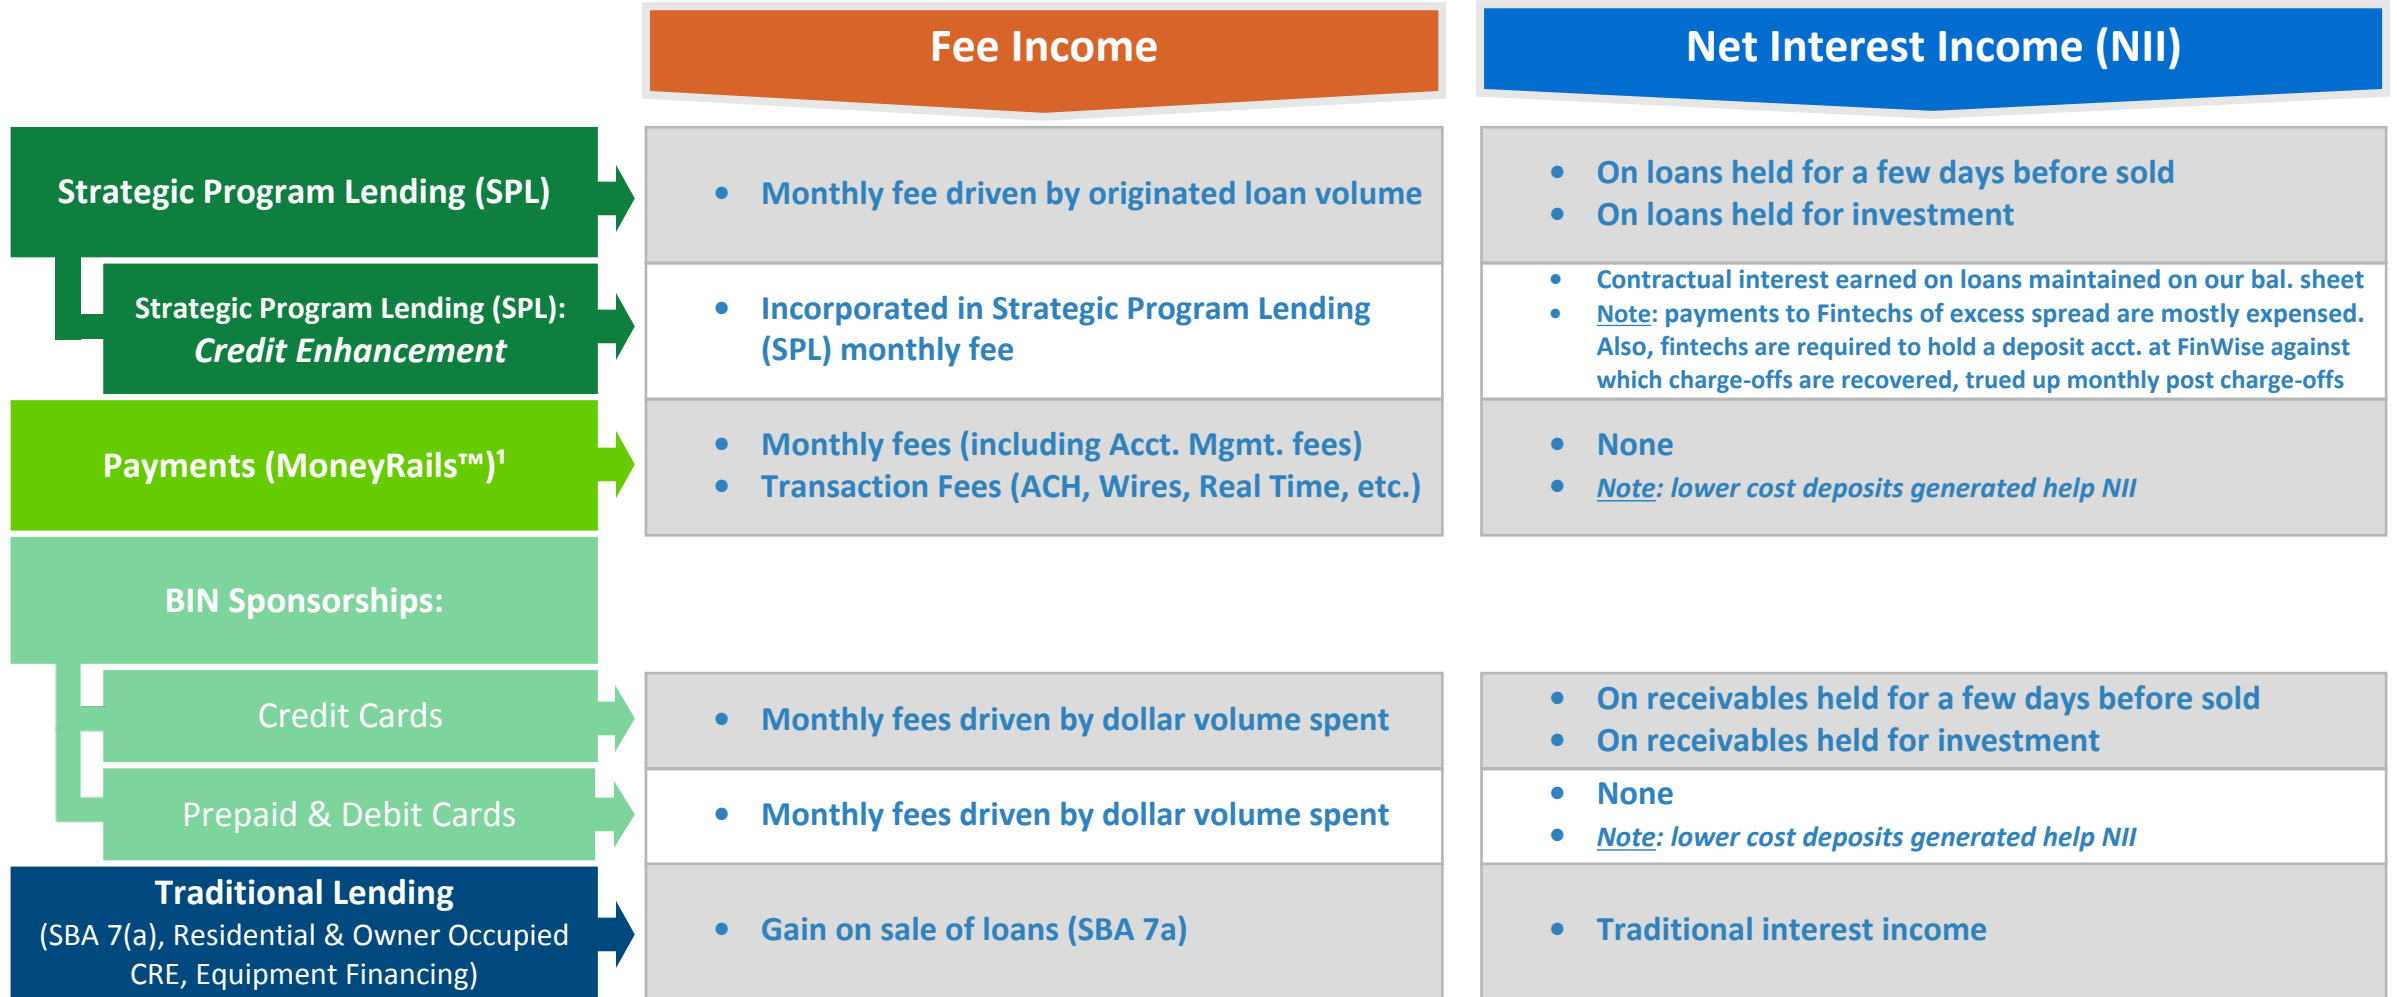 Fee Income
Net Interest Income (NII)
Strategic Program Lending (SPL)
• Monthly fee driven by originated loan volume
• On loans held for a few days before sold
• On loans held for investment
Strategic Program Lending (SPL):
Credit Enhancement
• Incorporated in Strategic Program Lending
(SPL) monthly fee
• Contractual interest earned on loans maintained on our bal. sheet
• Note: payments to Fintechs of excess spread are mostly expensed.
Also, fintechs are required to hold a deposit acct. at FinWise against
which charge-offs are recovered, trued up monthly post charge-offs
Payments (MoneyRails™)¹
• Monthly fees (including Acct. Mgmt. fees)
• Transaction Fees (ACH, Wires, Real Time, etc.)
• None
• Note: lower cost deposits generated help NII
BIN Sponsorships:
Credit Cards
• Monthly fees driven by dollar volume spent
• On receivables held for a few days before sold
• On receivables held for investment
Prepaid & Debit Cards
• Monthly fees driven by dollar volume spent
• None
• Note: lower cost deposits generated help NII
Traditional Lending
(SBA 7(a), Residential & Owner Occupied
CRE, Equipment Financing)
• Gain on sale of loans (SBA 7a)
• Traditional interest income